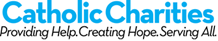 Catholic Charities
Providing Help. Creating Hope. Serving All.